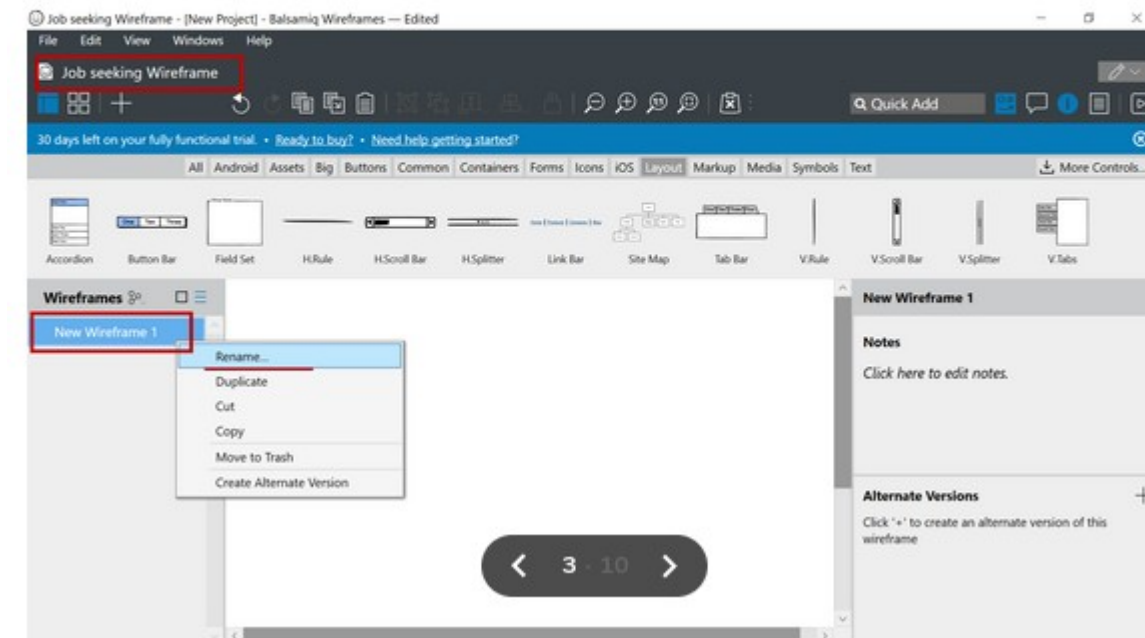 Job seeking Wireframe - [New Project] - Balsamiq Wireframes — Edited
File Edit View Windows Help
Job seeking Wireframe
Quick Add
30 days left on your fully functional trial. • Ready to buy? • Need help getting started?
All Android Assets Big Buttons Common Containers Forms Icons iOS Layout Markup Media Symbols Text More Controls...
Accordion Button Bar Field Set H.Rule H.Scroll Bar H.Splitter Link Bar Site Map Tab Bar V.Rule V.Scroll Bar V.Splitter V.Tabs
Wireframes
New Wireframe 1
New Wireframe 1
Rename...
Duplicate
Cut
Copy
Move to Trash
Create Alternate Version
Notes
Click here to edit notes.
Alternate Versions
Click '+' to create an alternate version of this
wireframe
3 - 10